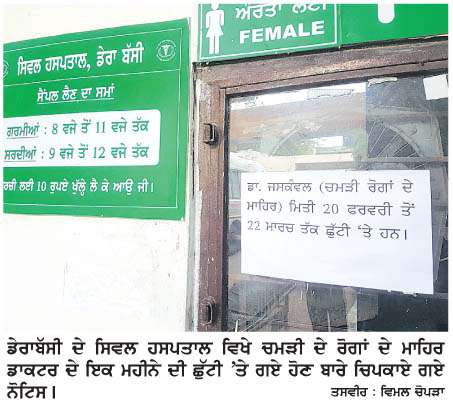 ਸਿਵਲ ਹਸਪਤਾਲ, ਡੇਰਾ ਬੱਸੀ
ਸੈਂਪਲ ਲੈਣ ਦਾ ਸਮਾਂ
ਗਰਮੀਆਂ : 8 ਵਜੇ ਤੋਂ 11 ਵਜੇ ਤੱਕ
ਸਰਦੀਆਂ : 9 ਵਜੇ ਤੋਂ 12 ਵਜੇ ਤੱਕ
ਰਚੀ ਲਈ 10 ਰੁਪਏ ਖੁੱਲ੍ਹੇ ਲੈ ਕੇ ਆਉ ਜੀ।
ਔਰਤਾਂ ਲਈ
FEMALE
ਡਾ. ਜਸਕੰਵਲ (ਚਮੜੀ ਰੋਗਾਂ ਦੇ
ਮਾਹਿਰ) ਮਿਤੀ 20 ਫਰਵਰੀ ਤੋਂ
22 ਮਾਰਚ ਤੱਕ ਛੁੱਟੀ 'ਤੇ ਹਨ।
ਡੇਰਾਬੱਸੀ ਦੇ ਸਿਵਲ ਹਸਪਤਾਲ ਵਿਖੇ ਚਮੜੀ ਦੇ ਰੋਗਾਂ ਦੇ ਮਾਹਿਰ
ਡਾਕਟਰ ਦੇ ਇਕ ਮਹੀਨੇ ਦੀ ਛੁੱਟੀ 'ਤੇ ਗਏ ਹੋਣ ਬਾਰੇ ਚਿਪਕਾਏ ਗਏ
ਨੋਟਿਸ।
ਤਸਵੀਰ : ਵਿਮਲ ਚੋਪੜਾ